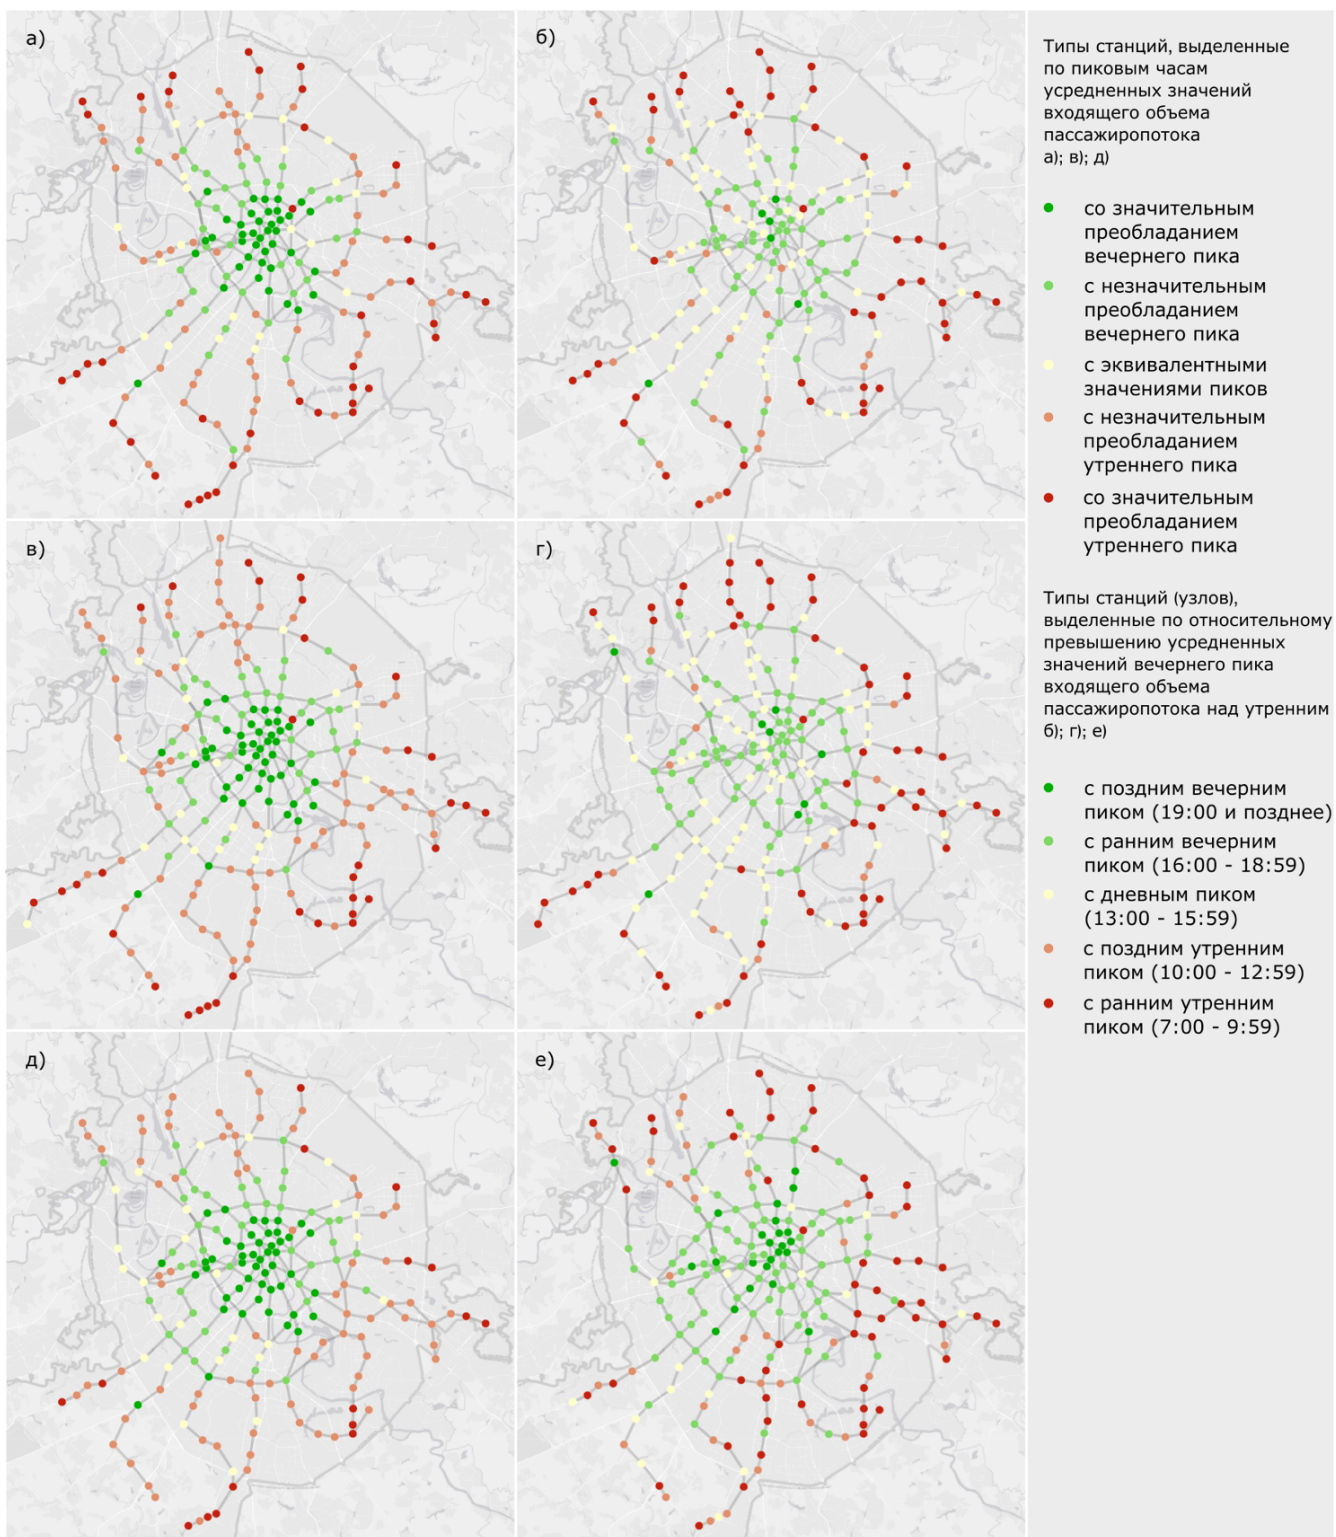 а)
б)
в)
г)
д)
е)
Типы станций, выделенные
по пиковым часам
усредненных значений
входящего объема
пассажиропотока
а); в); д)
со значительным
преобладанием
вечернего пика
с незначительным
преобладанием
вечернего пика
с эквивалентными
значениями пиков
с незначительным
преобладанием
утреннего пика
со значительным
преобладанием
утреннего пика
Типы станций (узлов),
выделенные по относительному
превышению усредненных
значений вечернего пика
входящего объема
пассажиропотока над утренним
б); г); е)
с поздним вечерним
пиком (19:00 и позднее)
с ранним вечерним
пиком (16:00 - 18:59)
с дневным пиком
(13:00 - 15:59)
с поздним утренним
пиком (10:00 - 12:59)
с ранним утренним
пиком (7:00 - 9:59)